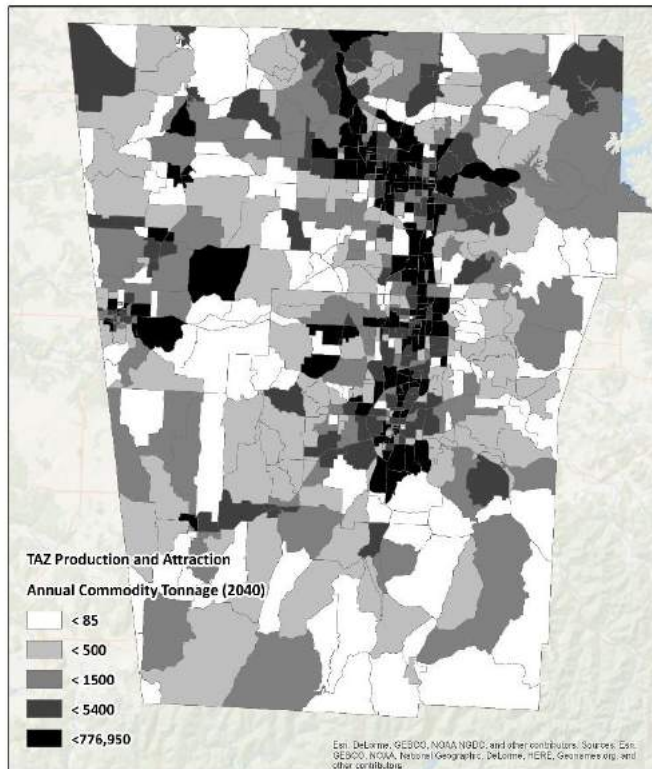 TAZ Production and Attraction
Annual Commodity Tonnage (2040)
< 85
< 500
< 1500
< 5400
<776,950
Esri, DeLorme, GEBCO, NOAA NGDC, and other contributors, Sources: Esri,
GEBCO, NOAA, National Geographic, DeLorme, HERE, Geonames.org, and
other contributors